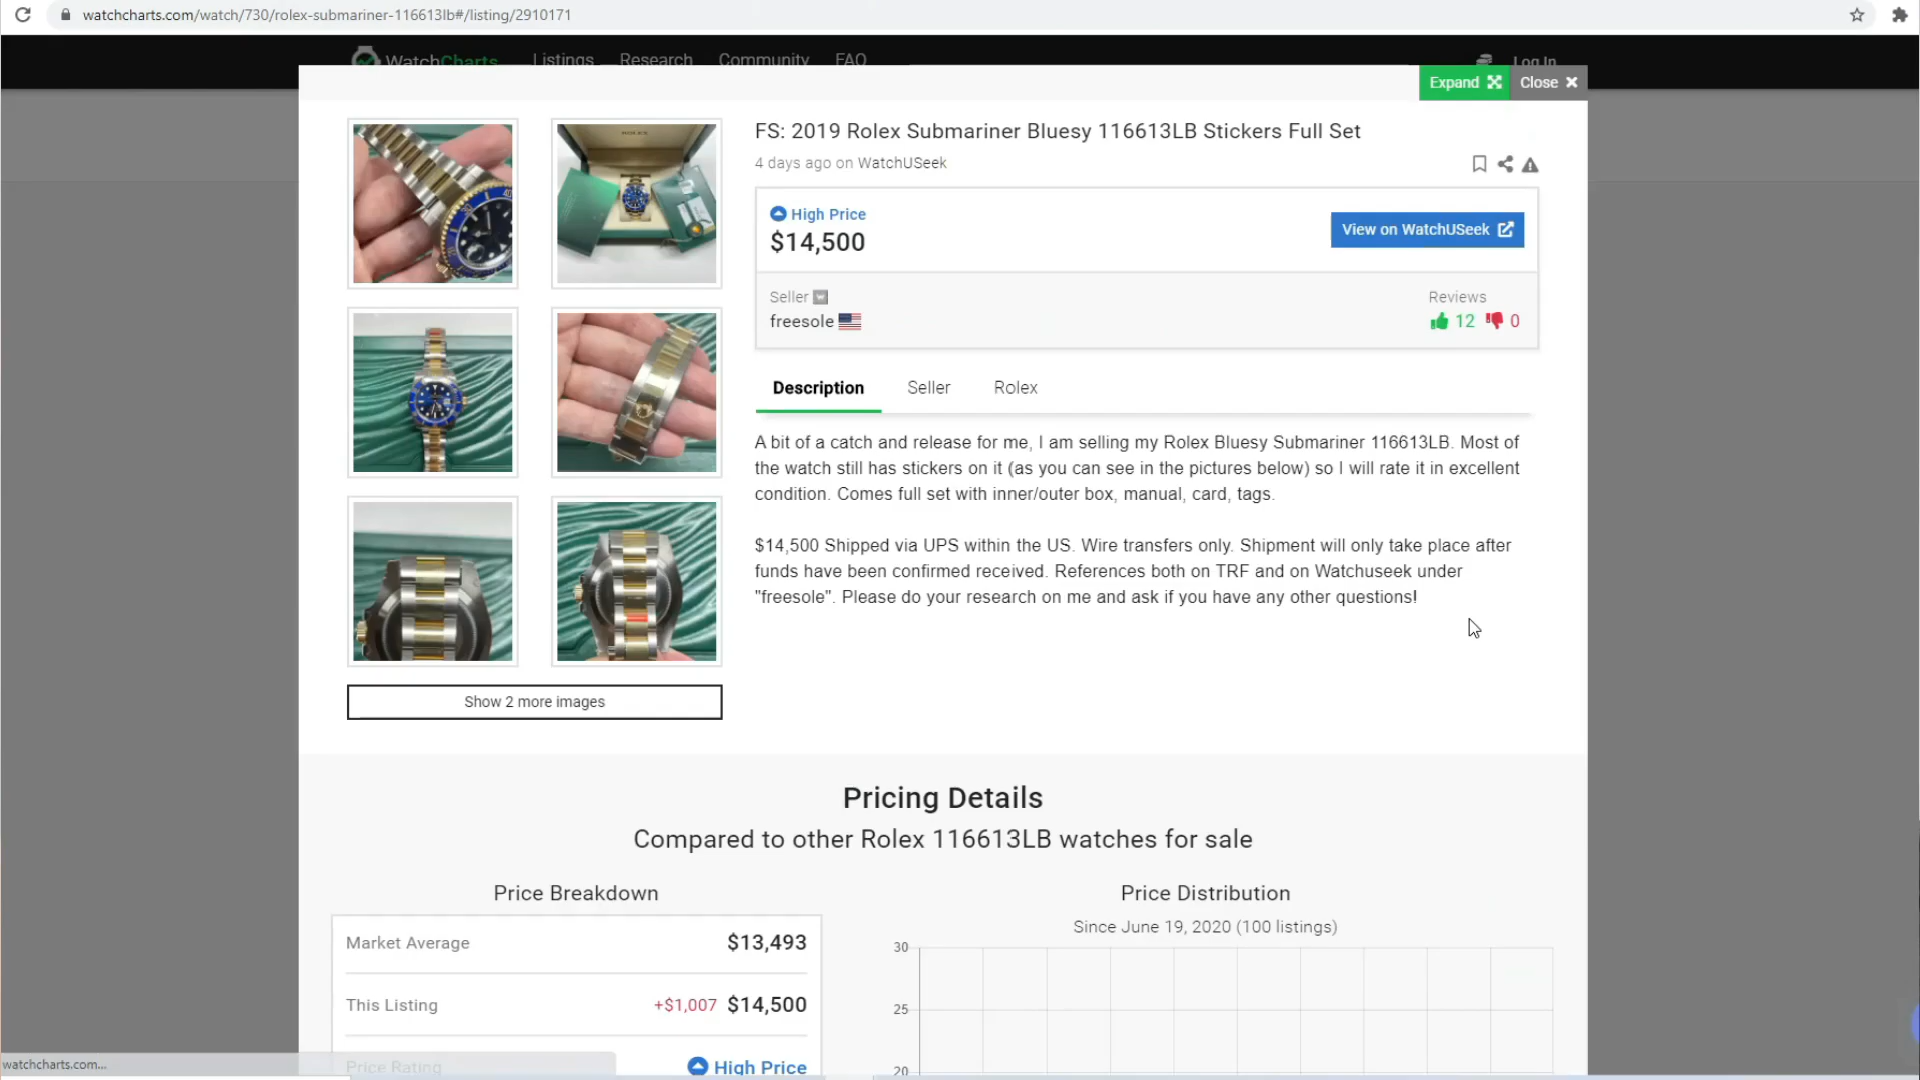 watchcharts.com/watch/730/rolex-submariner-116613lb#/listing/2910171
WatchCharts Listings Research Community FAQ Log In
Expand Close
FS: 2019 Rolex Submariner Bluesy 116613LB Stickers Full Set
4 days ago on WatchUSeek
High Price
$14,500
View on WatchUSeek
Seller
freesole
Reviews
12 0
Description Seller Rolex
A bit of a catch and release for me, I am selling my Rolex Bluesy Submariner 116613LB. Most of
the watch still has stickers on it (as you can see in the pictures below) so I will rate it in excellent
condition. Comes full set with inner/outer box, manual, card, tags.
$14,500 Shipped via UPS within the US. Wire transfers only. Shipment will only take place after
funds have been confirmed received. References both on TRF and on Watchuseek under
"freesole". Please do your research on me and ask if you have any other questions!
Show 2 more images
Pricing Details
Compared to other Rolex 116613LB watches for sale
Price Breakdown
Market Average $13,493
This Listing +$1,007 $14,500
Price Rating High Price
Price Distribution
Since June 19, 2020 (100 listings)
30
25
20
watchcharts.com...